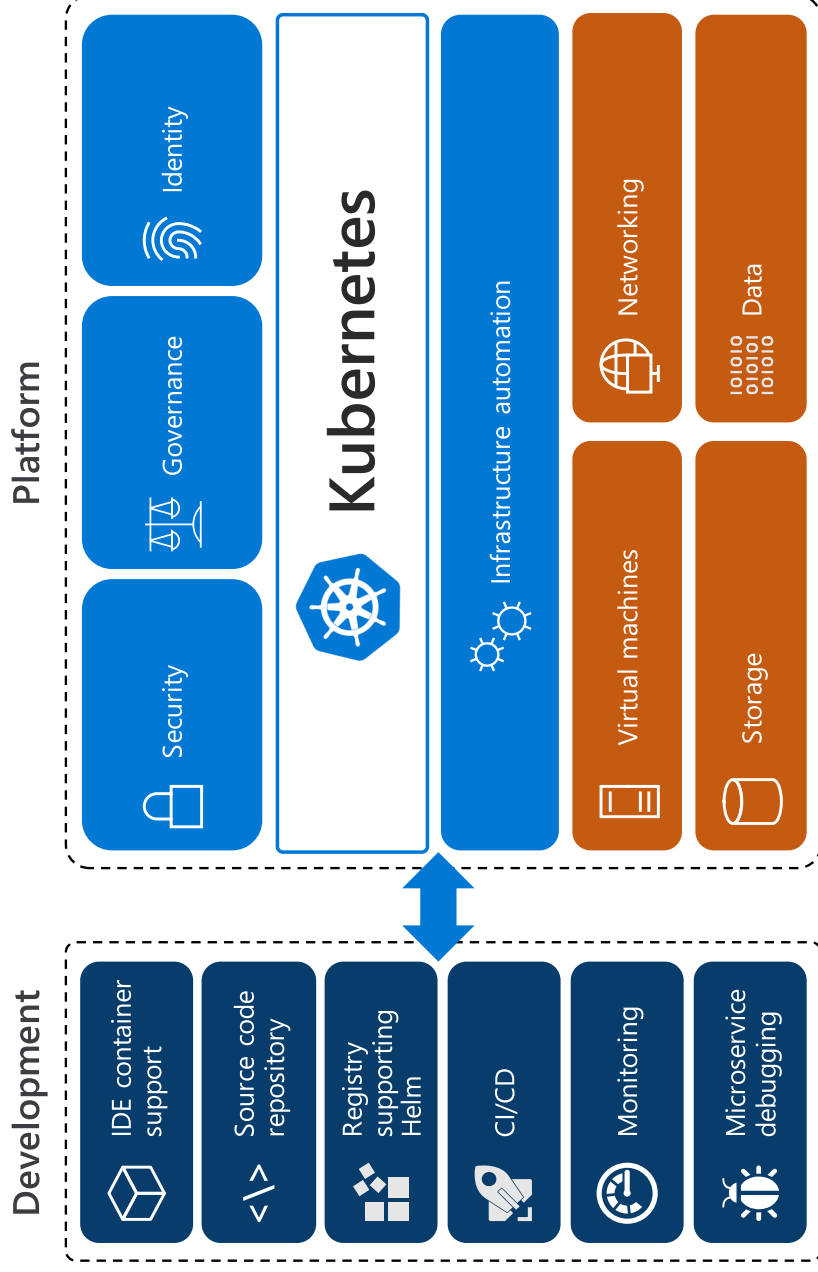 Development
IDE container
support
Source code
repository
Registry
supporting
Helm
CI/CD
Monitoring
Microservice
debugging
Platform
Security
Governance
Identity
Kubernetes
Infrastructure automation
Virtual machines
Networking
Storage
Data